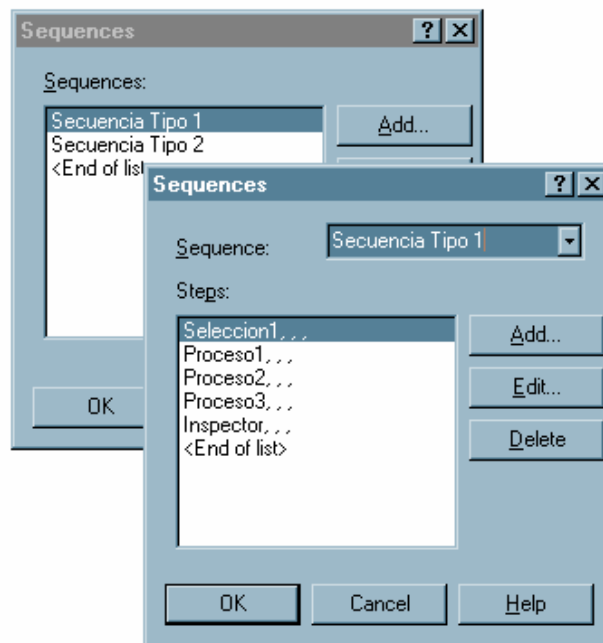 Sequences
Sequences:
Secuencia Tipo 1
Secuencia Tipo 2
<End of list
Add...
OK
Sequences
Sequence:
Secuencia Tipo 1
Steps:
Seleccion1, , ,
Proceso1, , ,
Proceso2, , ,
Proceso3, , ,
Inspector, , ,
<End of list>
Add...
Edit...
Delete
OK
Cancel
Help